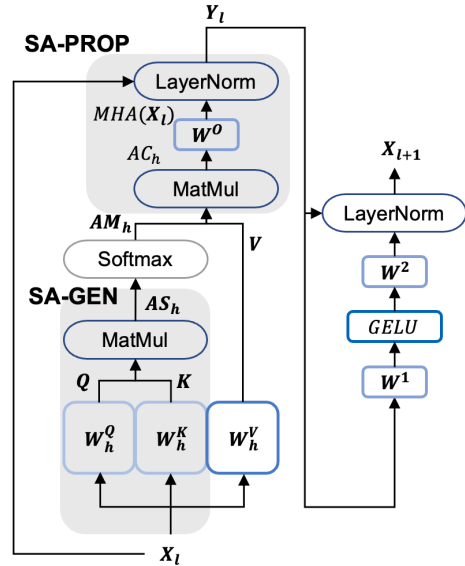 Y_l
SA-PROP
LayerNorm
MHA(X_l)
W^O
AC_h
MatMul
AM_h
V
Softmax
SA-GEN
AS_h
MatMul
Q
K
W_h^Q
W_h^K
W_h^V
X_l
X_{l+1}
LayerNorm
W^2
GELU
W^1